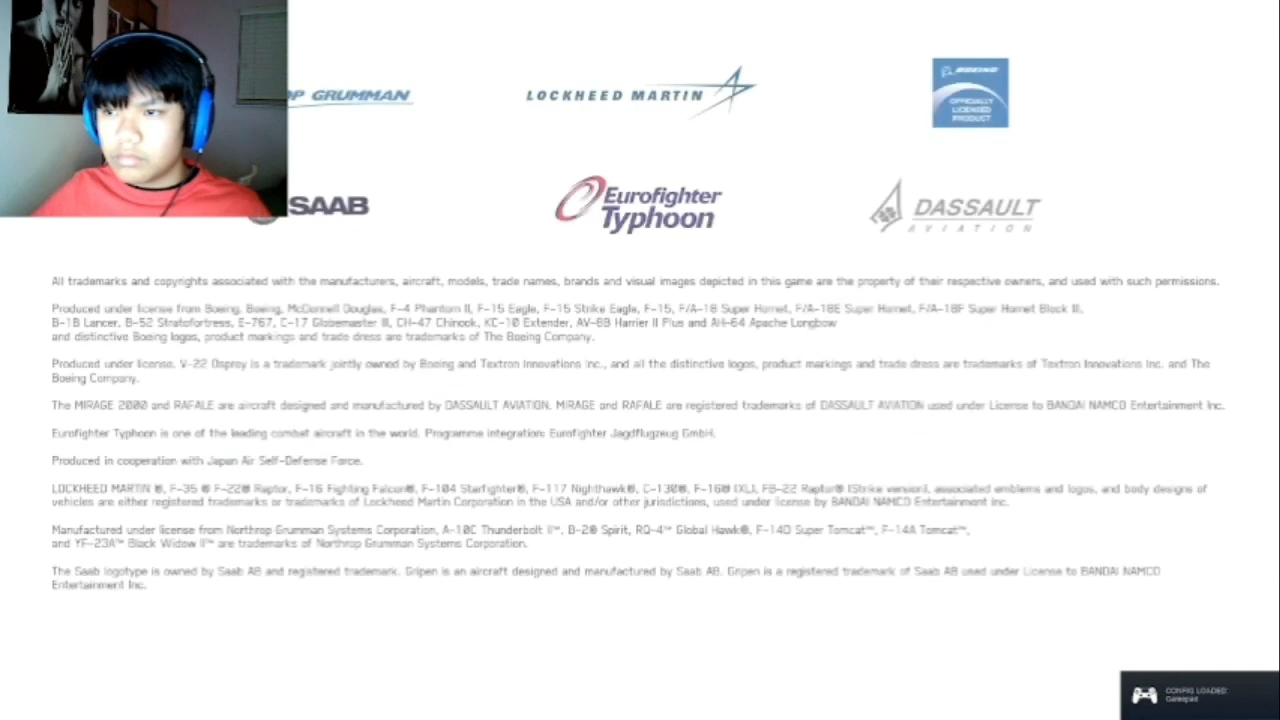 OP GRUMMAN
LOCKHEED MARTIN
BOEING
OFFICIALLY
LICENSED
PRODUCT
SAAB
Eurofighter
Typhoon
DASSAULT
AVIATION
All trademarks and copyrights associated with the manufacturers, aircraft, models, trade names, brands and visual images depicted in this game are the property of their respective owners, and used with such permissions.
Produced under license from Boeing. Boeing, McDonnell Douglas, F-4 Phantom II, F-15 Eagle, F-15 Strike Eagle, F-15, F/A-18 Super Hornet, F/A-18E Super Hornet, F/A-18F Super Hornet Block III,
B-1B Lancer, B-52 Stratofortress, E-767, C-17 Globemaster III, CH-47 Chinook, KC-10 Extender, AV-8B Harrier II Plus and AH-64 Apache Longbow
and distinctive Boeing logos, product markings and trade dress are trademarks of The Boeing Company.
Produced under license. V-22 Osprey is a trademark jointly owned by Boeing and Textron Innovations Inc., and all the distinctive logos, product markings and trade dress are trademarks of Textron Innovations Inc. and The
Boeing Company.
The MIRAGE 2000 and RAFALE are aircraft designed and manufactured by DASSAULT AVIATION. MIRAGE and RAFALE are registered trademarks of DASSAULT AVIATION used under License to BANDAI NAMCO Entertainment Inc.
Eurofighter Typhoon is one of the leading combat aircraft in the world. Programme integration: Eurofighter Jagdflugzeug GmbH.
Produced in cooperation with Japan Air Self-Defense Force.
LOCKHEED MARTIN ®, F-35 ® F-22® Raptor, F-16 Fighting Falcon®, F-104 Starfighter®, F-117 Nighthawk®, C-130®, F-16® (XL), FB-22 Raptor® (Strike version), associated emblems and logos, and body designs of
vehicles are either registered trademarks or trademarks of Lockheed Martin Corporation in the USA and/or other jurisdictions, used under license by BANDAI NAMCO Entertainment Inc.
Manufactured under license from Northrop Grumman Systems Corporation, A-10C Thunderbolt II™, B-2® Spirit, RQ-4™ Global Hawk®, F-14D Super Tomcat™, F-14A Tomcat™,
and YF-23A™ Black Widow II™ are trademarks of Northrop Grumman Systems Corporation.
The Saab logotype is owned by Saab AB and registered trademark. Gripen is an aircraft designed and manufactured by Saab AB. Gripen is a registered trademark of Saab AB used under License to BANDAI NAMCO
Entertainment Inc.
CONFIG LOADED:
Gamepad